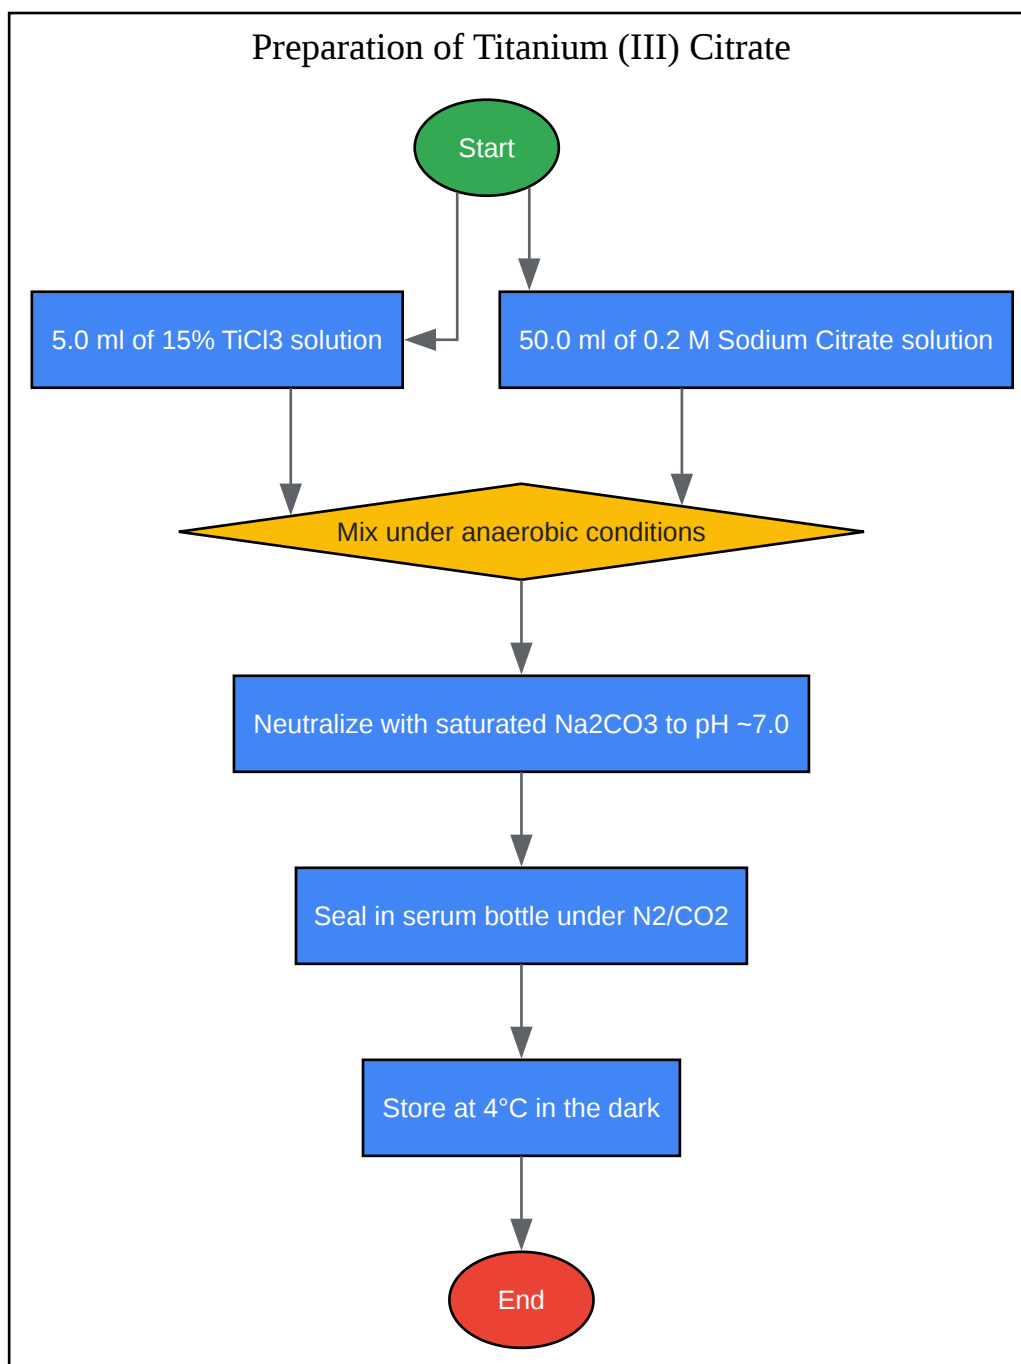 Preparation of Titanium (III) Citrate
Start
5.0 ml of 15% TiCl3 solution
50.0 ml of 0.2 M Sodium Citrate solution
Mix under anaerobic conditions
Neutralize with saturated Na2CO3 to pH ~7.0
Seal in serum bottle under N2/CO2
Store at 4°C in the dark
End